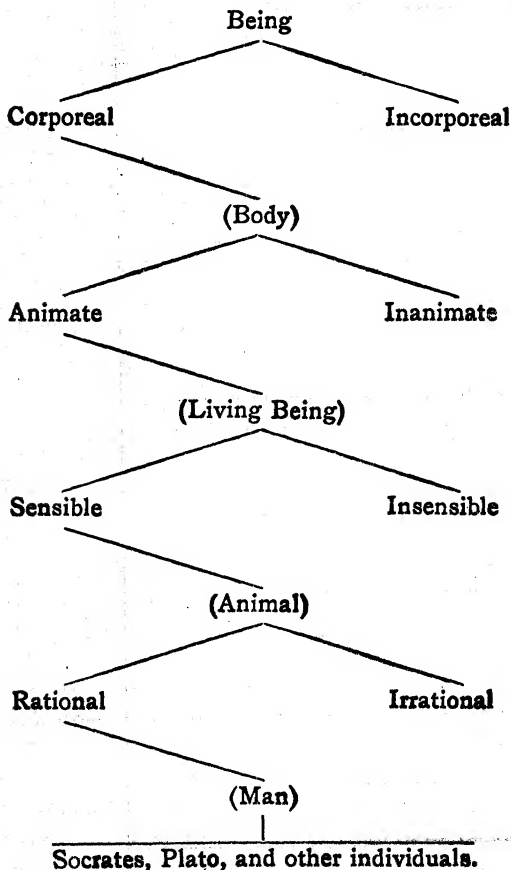 Being
Corporeal Incorporeal
(Body)
Animate Inanimate
(Living Being)
Sensible Insensible
(Animal)
Rational Irrational
(Man)
Socrates, Plato, and other individuals.